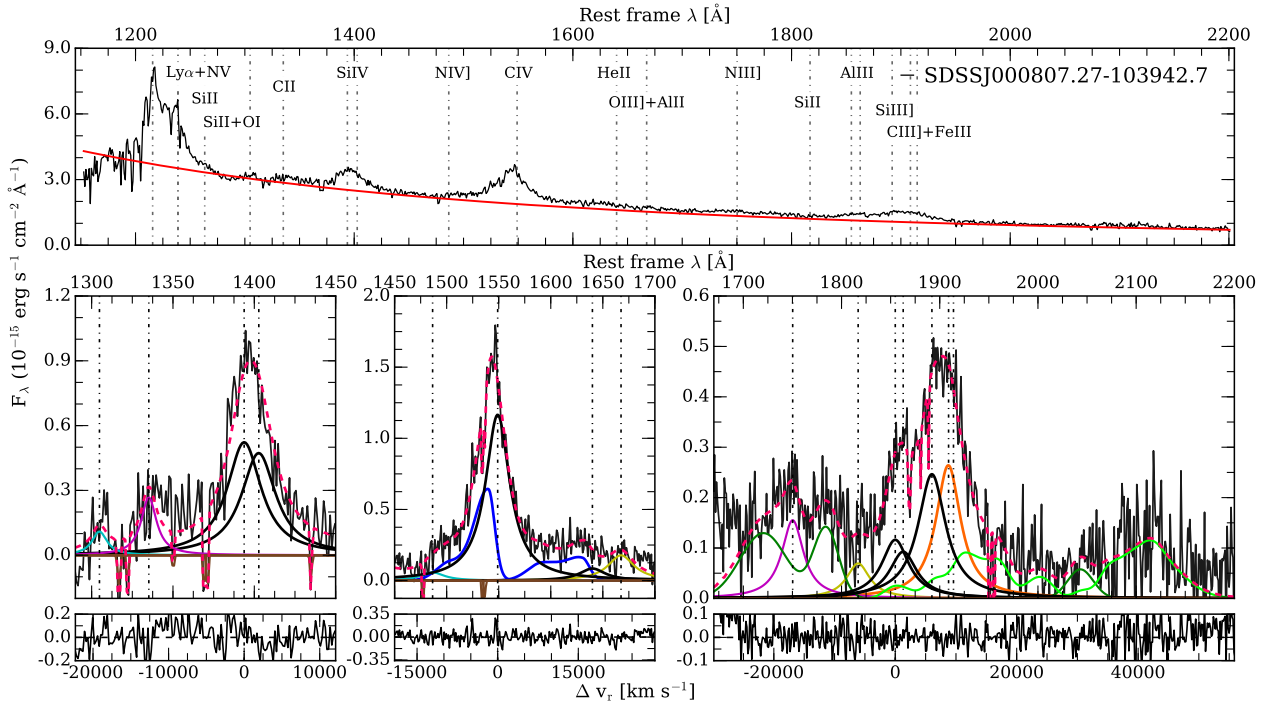 Rest frame λ [Å]
1200 1400 1600 1800 2000 2200
9.0
6.0
3.0
0.0
Lyα+NV
SiII
SiII+OI
CII
SiIV
NIV]
CIV
HeII
OIII]+AlII
NIII]
SiII
AlIII
SiIII]
CIII]+FeIII
SDSSJ000807.27-103942.7
F_λ (10⁻¹⁵ erg s⁻¹ cm⁻² Å⁻¹)
Rest frame λ [Å]
1300 1350 1400 1450
1450 1500 1550 1600 1650 1700
1700 1800 1900 2000 2100 2200
1.2
0.9
0.6
0.3
0.0
2.0
1.5
1.0
0.5
0.0
0.6
0.5
0.4
0.3
0.2
0.1
0.0
0.2
0.0
-0.2
0.35
0.00
-0.35
0.1
0.0
-0.1
-20000 -10000 0 10000
-15000 0 15000
-20000 0 20000 40000
Δ v_r [km s⁻¹]